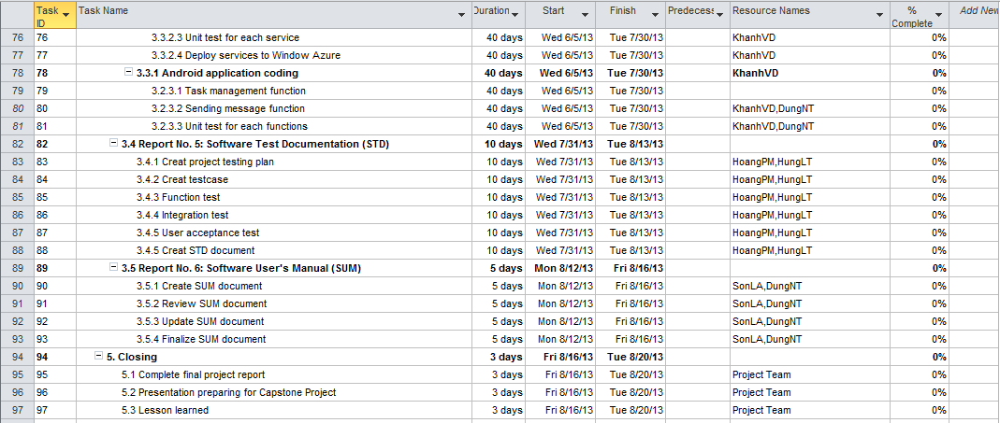 Task ID Task Name Duration Start Finish Predecess Resource Names % Complete Add New
76 76 3.3.2.3 Unit test for each service 40 days Wed 6/5/13 Tue 7/30/13 KhanhVD 0%
77 77 3.3.2.4 Deploy services to Window Azure 40 days Wed 6/5/13 Tue 7/30/13 KhanhVD 0%
78 78 3.3.1 Android application coding 40 days Wed 6/5/13 Tue 7/30/13 KhanhVD 0%
79 79 3.2.3.1 Task management function 40 days Wed 6/5/13 Tue 7/30/13 0%
80 80 3.2.3.2 Sending message function 40 days Wed 6/5/13 Tue 7/30/13 KhanhVD,DungNT 0%
81 81 3.2.3.3 Unit test for each functions 40 days Wed 6/5/13 Tue 7/30/13 KhanhVD,DungNT 0%
82 82 3.4 Report No. 5: Software Test Documentation (STD) 10 days Wed 7/31/13 Tue 8/13/13 0%
83 83 3.4.1 Creat project testing plan 10 days Wed 7/31/13 Tue 8/13/13 HoangPM,HungLT 0%
84 84 3.4.2 Creat testcase 10 days Wed 7/31/13 Tue 8/13/13 HoangPM,HungLT 0%
85 85 3.4.3 Function test 10 days Wed 7/31/13 Tue 8/13/13 HoangPM,HungLT 0%
86 86 3.4.4 Integration test 10 days Wed 7/31/13 Tue 8/13/13 HoangPM,HungLT 0%
87 87 3.4.5 User acceptance test 10 days Wed 7/31/13 Tue 8/13/13 HoangPM,HungLT 0%
88 88 3.4.5 Creat STD document 10 days Wed 7/31/13 Tue 8/13/13 HoangPM,HungLT 0%
89 89 3.5 Report No. 6: Software User's Manual (SUM) 5 days Mon 8/12/13 Fri 8/16/13 0%
90 90 3.5.1 Create SUM document 5 days Mon 8/12/13 Fri 8/16/13 SonLA,DungNT 0%
91 91 3.5.2 Review SUM document 5 days Mon 8/12/13 Fri 8/16/13 SonLA,DungNT 0%
92 92 3.5.3 Update SUM document 5 days Mon 8/12/13 Fri 8/16/13 SonLA,DungNT 0%
93 93 3.5.4 Finalize SUM document 5 days Mon 8/12/13 Fri 8/16/13 SonLA,DungNT 0%
94 94 5. Closing 3 days Fri 8/16/13 Tue 8/20/13 0%
95 95 5.1 Complete final project report 3 days Fri 8/16/13 Tue 8/20/13 Project Team 0%
96 96 5.2 Presentation preparing for Capstone Project 3 days Fri 8/16/13 Tue 8/20/13 Project Team 0%
97 97 5.3 Lesson learned 3 days Fri 8/16/13 Tue 8/20/13 Project Team 0%